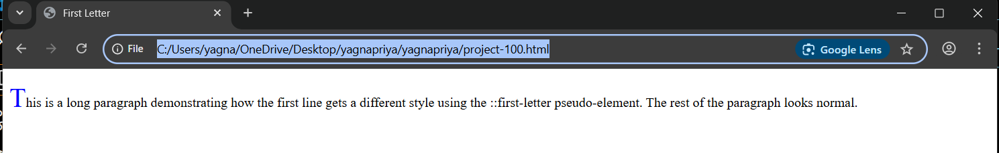 First Letter
File C:/Users/yagna/OneDrive/Desktop/yagnapriya/yagnapriya/project-100.html Google Lens
This is a long paragraph demonstrating how the first line gets a different style using the ::first-letter pseudo-element. The rest of the paragraph looks normal.